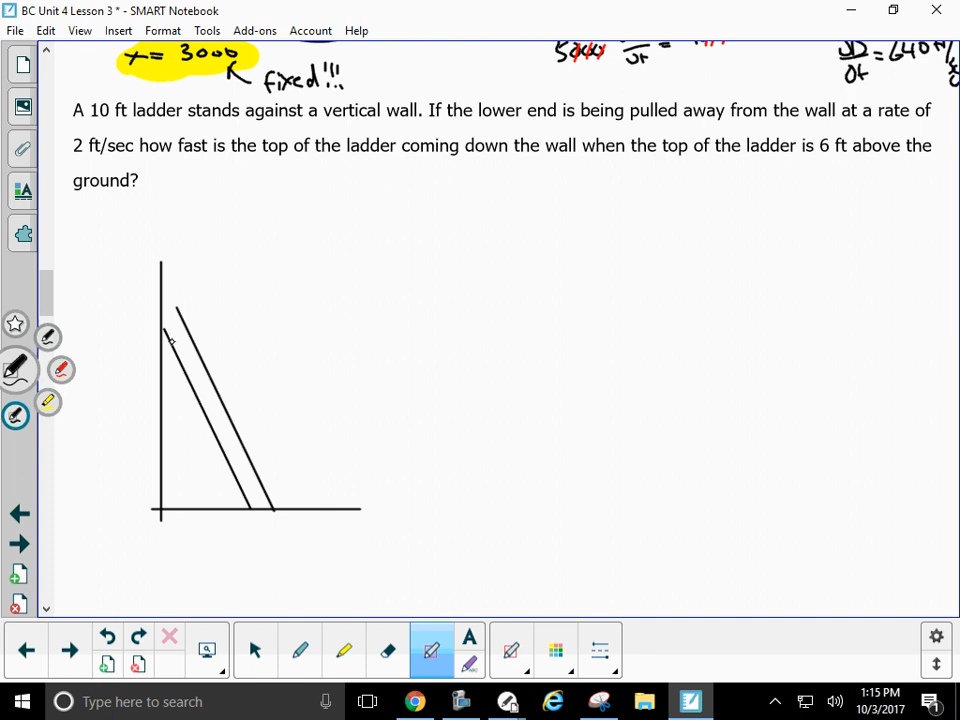 BC Unit 4 Lesson 3 * - SMART Notebook
File Edit View Insert Format Tools Add-ons Account Help
x = 3000
fixed!!!
A 10 ft ladder stands against a vertical wall. If the lower end is being pulled away from the wall at a rate of
2 ft/sec how fast is the top of the ladder coming down the wall when the top of the ladder is 6 ft above the
ground?
A
Type here to search
1:15 PM
10/3/2017
1